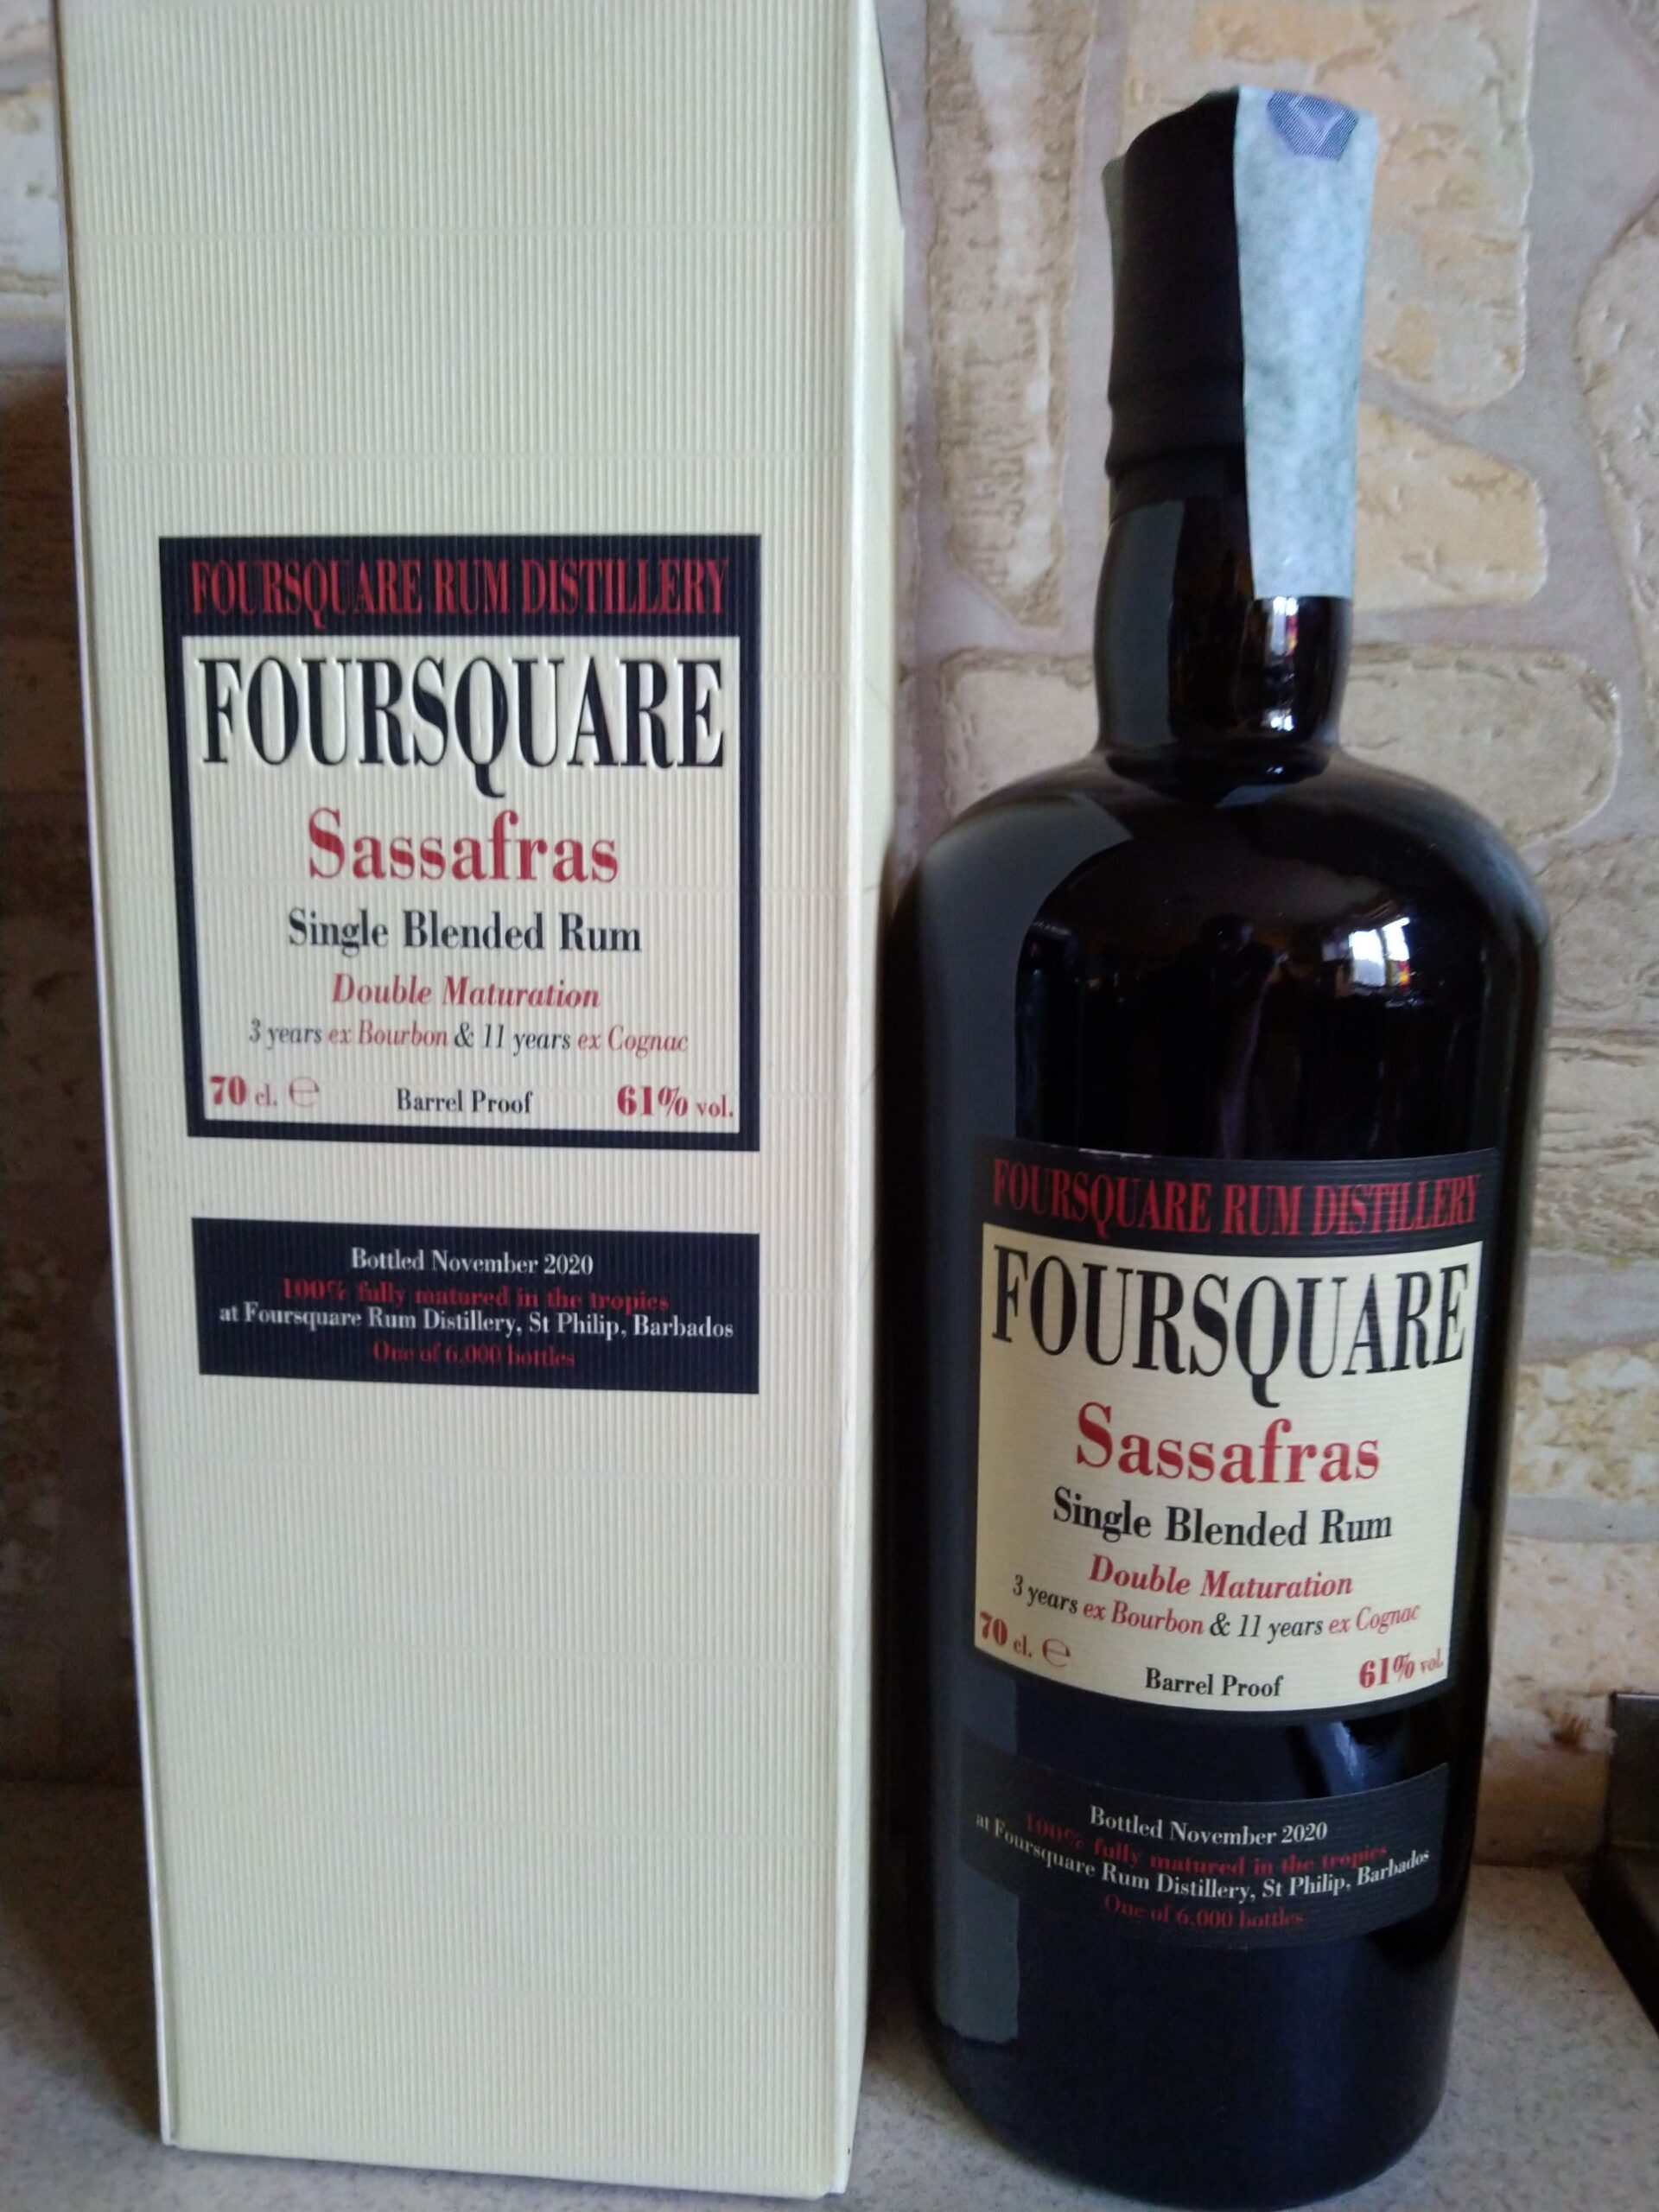 FOURSQUARE RUM DISTILLERY
FOURSQUARE
Sassafras
Single Blended Rum
Double Maturation
3 years ex Bourbon & 11 years ex Cognac
70 cl. ℮ Barrel Proof 61% vol.
Bottled November 2020
100% fully matured in the tropics
at Foursquare Rum Distillery, St Philip, Barbados
One of 6,000 bottles
FOURSQUARE RUM DISTILLERY
FOURSQUARE
Sassafras
Single Blended Rum
Double Maturation
3 years ex Bourbon & 11 years ex Cognac
70 cl. ℮ Barrel Proof 61% vol.
Bottled November 2020
100% fully matured in the tropics
at Foursquare Rum Distillery, St Philip, Barbados
One of 6,000 bottles